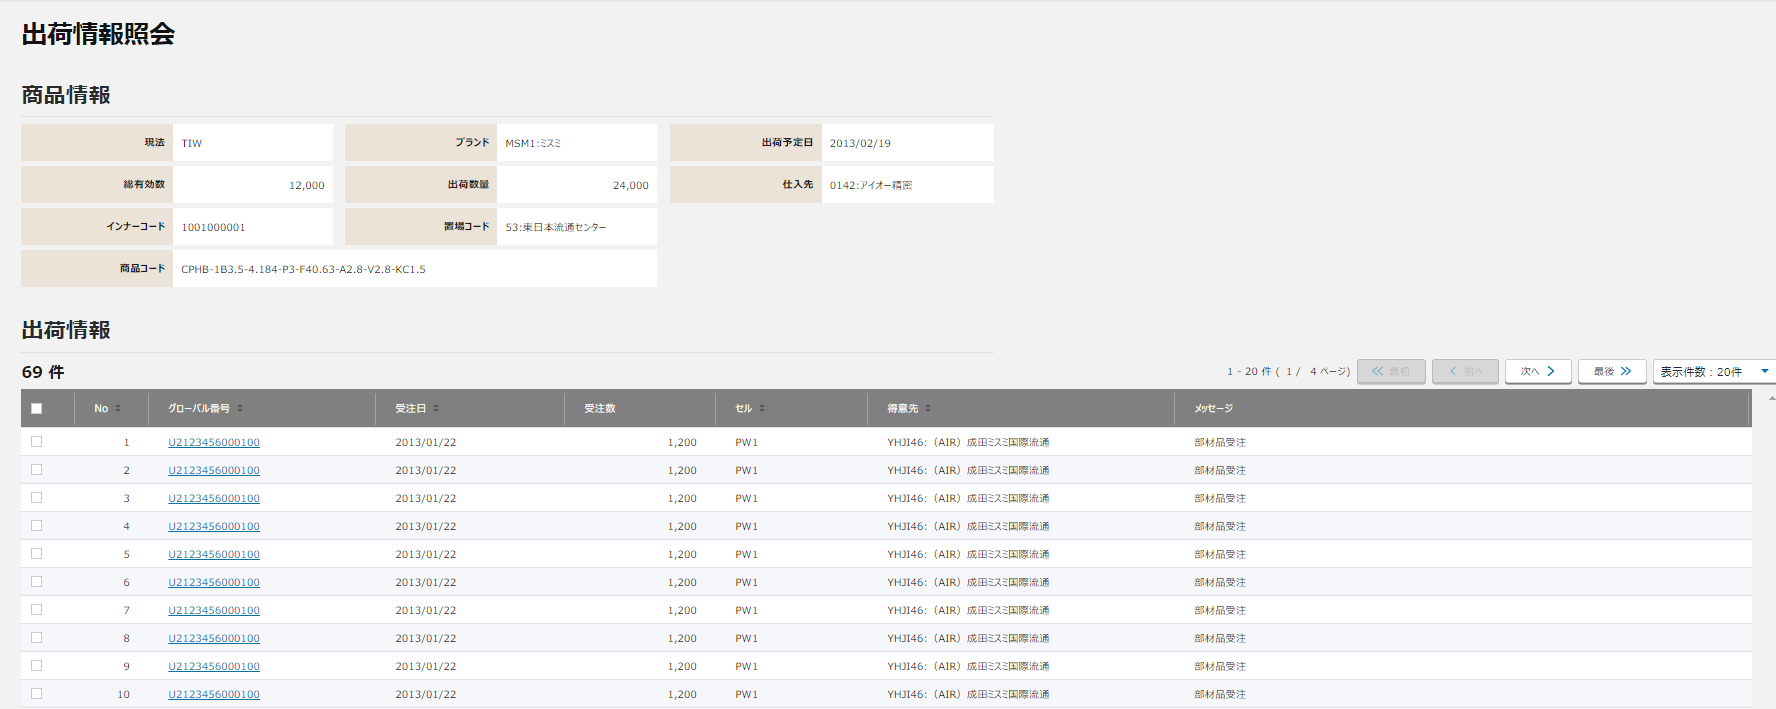 出荷情報照会
商品情報
現法 TIW ブランド MSM1:ミスミ 出荷予定日 2013/02/19
総有効数 12,000 出荷数量 24,000 仕入先 0142:アイオー精密
インナーコード 1001000001 置場コード 53:東日本流通センター
商品コード CPHB-1B3.5-4.184-P3-F40.63-A2.8-V2.8-KC1.5
出荷情報
69 件 1 - 20 件 ( 1 / 4 ページ) 最初 前へ 次へ 最後 表示件数 : 20件
No グローバル番号 受注日 受注数 セル 得意先 メッセージ
1 U2123456000100 2013/01/22 1,200 PW1 YHJI46:（AIR）成田ミスミ国際流通 部材品受注
2 U2123456000100 2013/01/22 1,200 PW1 YHJI46:（AIR）成田ミスミ国際流通 部材品受注
3 U2123456000100 2013/01/22 1,200 PW1 YHJI46:（AIR）成田ミスミ国際流通 部材品受注
4 U2123456000100 2013/01/22 1,200 PW1 YHJI46:（AIR）成田ミスミ国際流通 部材品受注
5 U2123456000100 2013/01/22 1,200 PW1 YHJI46:（AIR）成田ミスミ国際流通 部材品受注
6 U2123456000100 2013/01/22 1,200 PW1 YHJI46:（AIR）成田ミスミ国際流通 部材品受注
7 U2123456000100 2013/01/22 1,200 PW1 YHJI46:（AIR）成田ミスミ国際流通 部材品受注
8 U2123456000100 2013/01/22 1,200 PW1 YHJI46:（AIR）成田ミスミ国際流通 部材品受注
9 U2123456000100 2013/01/22 1,200 PW1 YHJI46:（AIR）成田ミスミ国際流通 部材品受注
10 U2123456000100 2013/01/22 1,200 PW1 YHJI46:（AIR）成田ミスミ国際流通 部材品受注